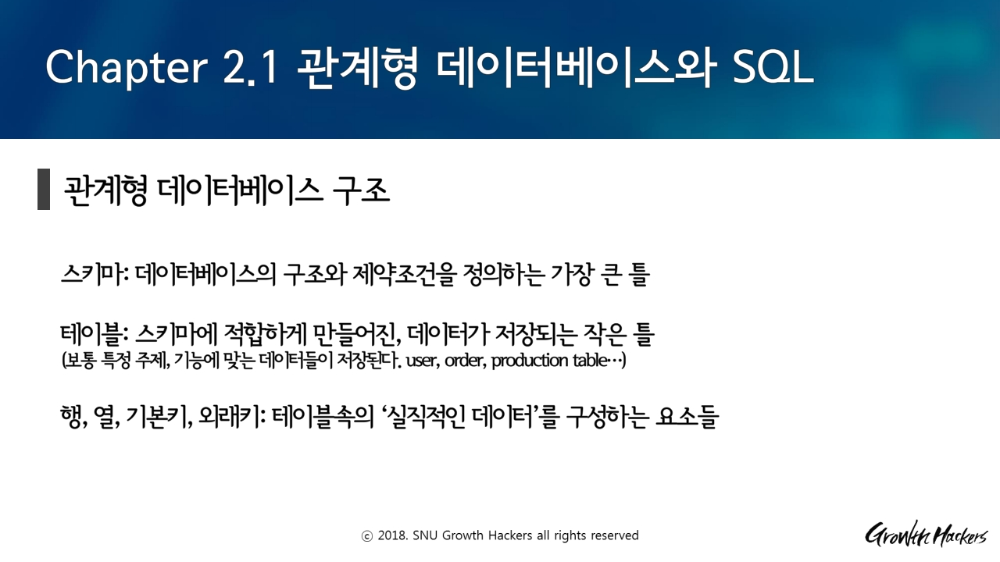 Chapter 2.1 관계형 데이터베이스와 SQL
관계형 데이터베이스 구조
스키마: 데이터베이스의 구조와 제약조건을 정의하는 가장 큰 틀
테이블: 스키마에 적합하게 만들어진, 데이터가 저장되는 작은 틀
(보통 특정 주제, 기능에 맞는 데이터들이 저장된다. user, order, production table…)
행, 열, 기본키, 외래키: 테이블속의 ‘실직적인 데이터’를 구성하는 요소들
ⓒ 2018. SNU Growth Hackers all rights reserved
Growth Hackers